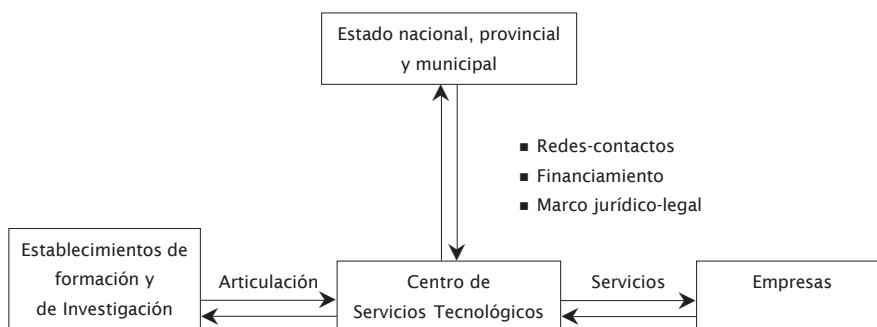 Estado nacional, provincial
y municipal
■ Redes-contactos
■ Financiamiento
■ Marco jurídico-legal
Establecimientos de
formación y
de Investigación
Articulación
Centro de
Servicios Tecnológicos
Servicios
Empresas